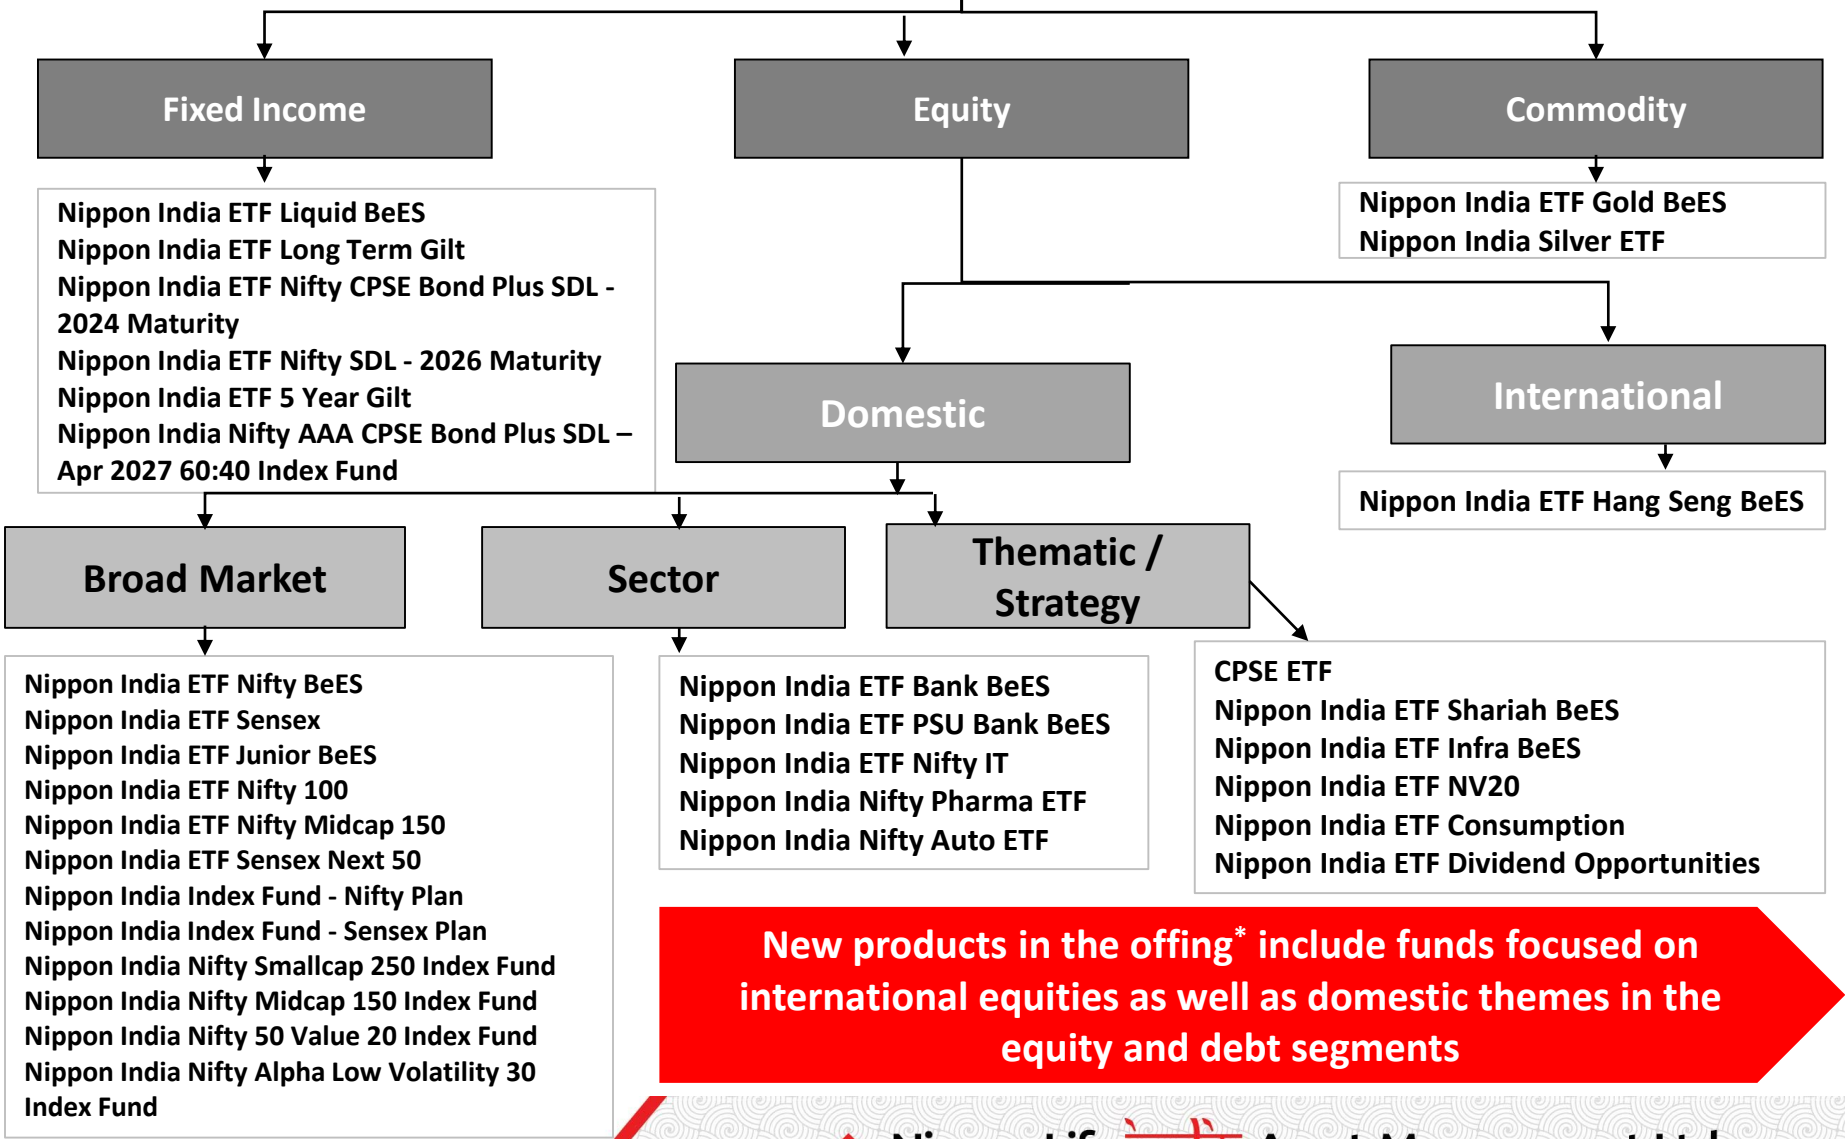 Fixed Income
Equity
Commodity
Nippon India ETF Liquid BeES
Nippon India ETF Long Term Gilt
Nippon India ETF Nifty CPSE Bond Plus SDL -
2024 Maturity
Nippon India ETF Nifty SDL - 2026 Maturity
Nippon India ETF 5 Year Gilt
Nippon India Nifty AAA CPSE Bond Plus SDL –
Apr 2027 60:40 Index Fund
Nippon India ETF Gold BeES
Nippon India Silver ETF
Domestic
International
Nippon India ETF Hang Seng BeES
Broad Market
Sector
Thematic /
Strategy
Nippon India ETF Nifty BeES
Nippon India ETF Sensex
Nippon India ETF Junior BeES
Nippon India ETF Nifty 100
Nippon India ETF Nifty Midcap 150
Nippon India ETF Sensex Next 50
Nippon India Index Fund - Nifty Plan
Nippon India Index Fund - Sensex Plan
Nippon India Nifty Smallcap 250 Index Fund
Nippon India Nifty Midcap 150 Index Fund
Nippon India Nifty 50 Value 20 Index Fund
Nippon India Nifty Alpha Low Volatility 30
Index Fund
Nippon India ETF Bank BeES
Nippon India ETF PSU Bank BeES
Nippon India ETF Nifty IT
Nippon India Nifty Pharma ETF
Nippon India Nifty Auto ETF
CPSE ETF
Nippon India ETF Shariah BeES
Nippon India ETF Infra BeES
Nippon India ETF NV20
Nippon India ETF Consumption
Nippon India ETF Dividend Opportunities
New products in the offing* include funds focused on
international equities as well as domestic themes in the
equity and debt segments